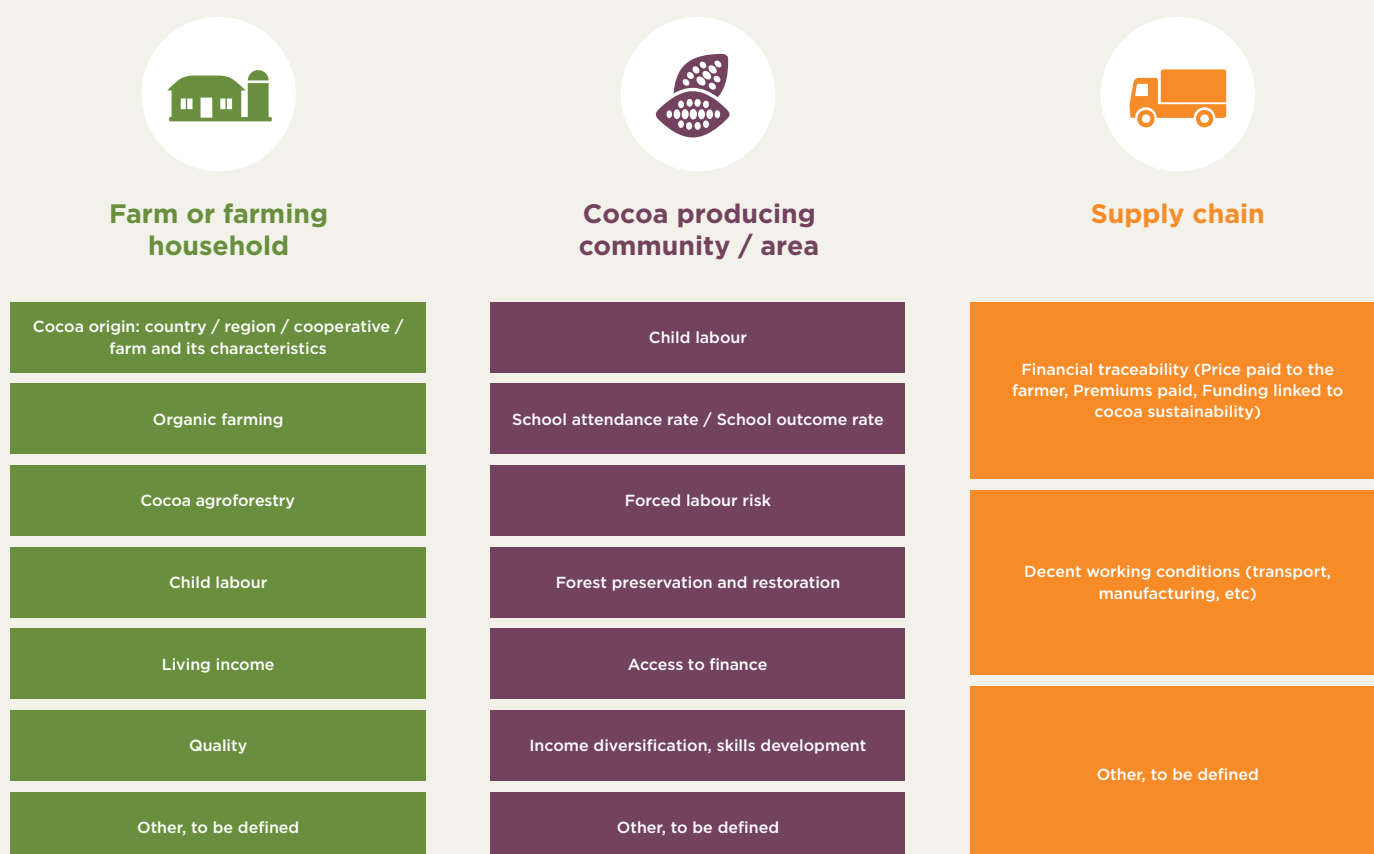 Farm or farming
household
Cocoa origin: country / region / cooperative /
farm and its characteristics
Organic farming
Cocoa agroforestry
Child labour
Living income
Quality
Other, to be defined
Cocoa producing
community / area
Child labour
School attendance rate / School outcome rate
Forced labour risk
Forest preservation and restoration
Access to finance
Income diversification, skills development
Other, to be defined
Supply chain
Financial traceability (Price paid to the
farmer, Premiums paid, Funding linked to
cocoa sustainability)
Decent working conditions (transport,
manufacturing, etc)
Other, to be defined